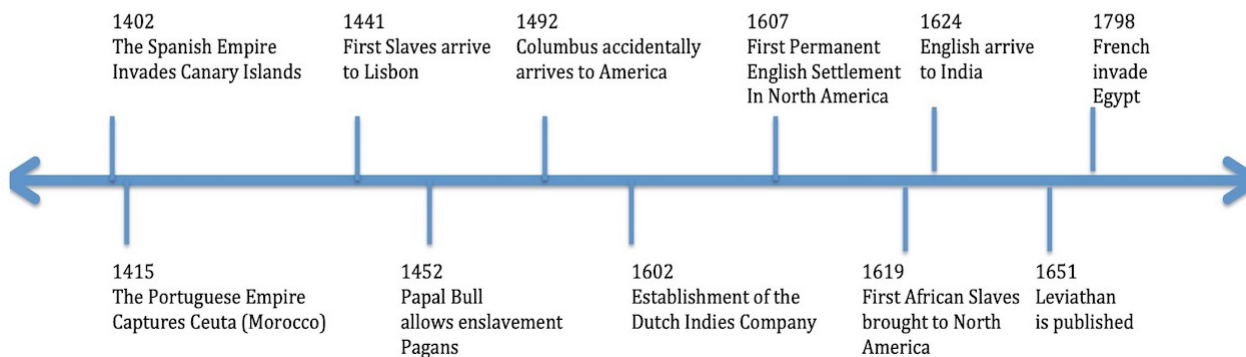 1402
The Spanish Empire
Invades Canary Islands
1441
First Slaves arrive
to Lisbon
1492
Columbus accidentally
arrives to America
1607
First Permanent
English Settlement
In North America
1624
English arrive
to India
1798
French
invade
Egypt
1415
The Portuguese Empire
Captures Ceuta (Morocco)
1452
Papal Bull
allows enslavement
Pagans
1602
Establishment of the
Dutch Indies Company
1619
First African Slaves
brought to North
America
1651
Leviathan
is published